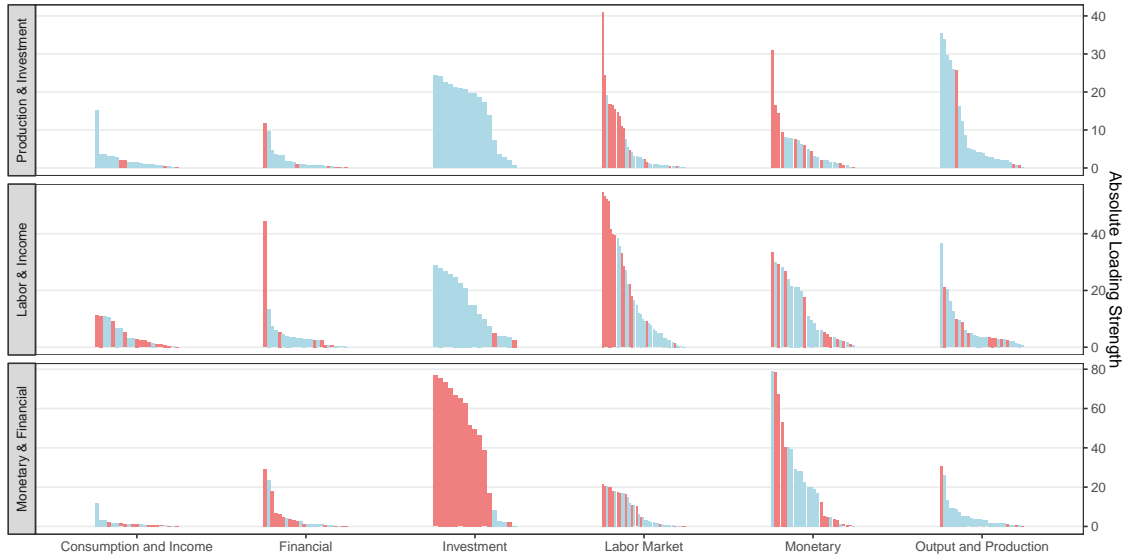 Production & Investment
40
30
20
10
0
Labor & Income
40
20
0
Monetary & Financial
80
60
40
20
0
Absolute Loading Strength
Consumption and Income
Financial
Investment
Labor Market
Monetary
Output and Production